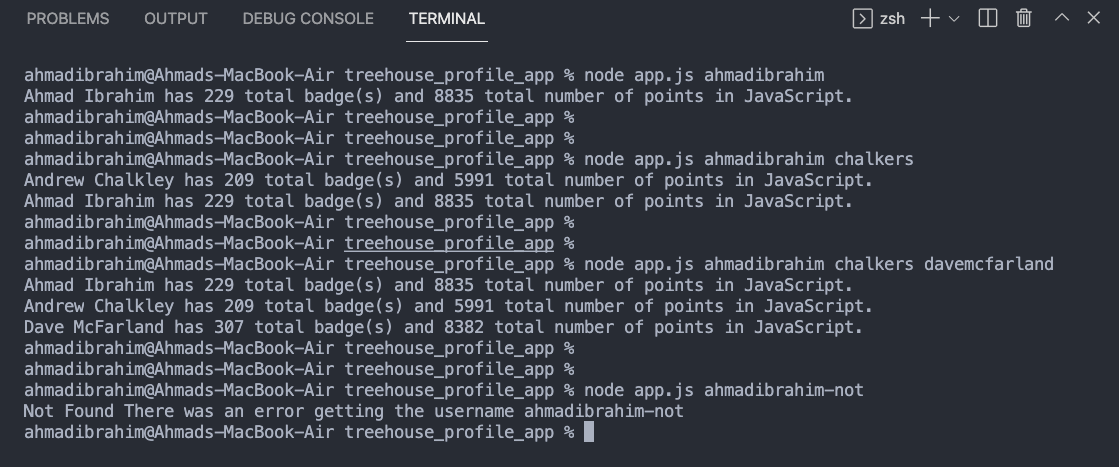 PROBLEMS OUTPUT DEBUG CONSOLE TERMINAL zsh
ahmadibrahim@Ahmads-MacBook-Air treehouse_profile_app % node app.js ahmadibrahim
Ahmad Ibrahim has 229 total badge(s) and 8835 total number of points in JavaScript.
ahmadibrahim@Ahmads-MacBook-Air treehouse_profile_app %
ahmadibrahim@Ahmads-MacBook-Air treehouse_profile_app %
ahmadibrahim@Ahmads-MacBook-Air treehouse_profile_app % node app.js ahmadibrahim chalkers
Andrew Chalkley has 209 total badge(s) and 5991 total number of points in JavaScript.
Ahmad Ibrahim has 229 total badge(s) and 8835 total number of points in JavaScript.
ahmadibrahim@Ahmads-MacBook-Air treehouse_profile_app %
ahmadibrahim@Ahmads-MacBook-Air treehouse_profile_app %
ahmadibrahim@Ahmads-MacBook-Air treehouse_profile_app % node app.js ahmadibrahim chalkers davemcfarland
Ahmad Ibrahim has 229 total badge(s) and 8835 total number of points in JavaScript.
Andrew Chalkley has 209 total badge(s) and 5991 total number of points in JavaScript.
Dave McFarland has 307 total badge(s) and 8382 total number of points in JavaScript.
ahmadibrahim@Ahmads-MacBook-Air treehouse_profile_app %
ahmadibrahim@Ahmads-MacBook-Air treehouse_profile_app %
ahmadibrahim@Ahmads-MacBook-Air treehouse_profile_app % node app.js ahmadibrahim-not
Not Found There was an error getting the username ahmadibrahim-not
ahmadibrahim@Ahmads-MacBook-Air treehouse_profile_app %